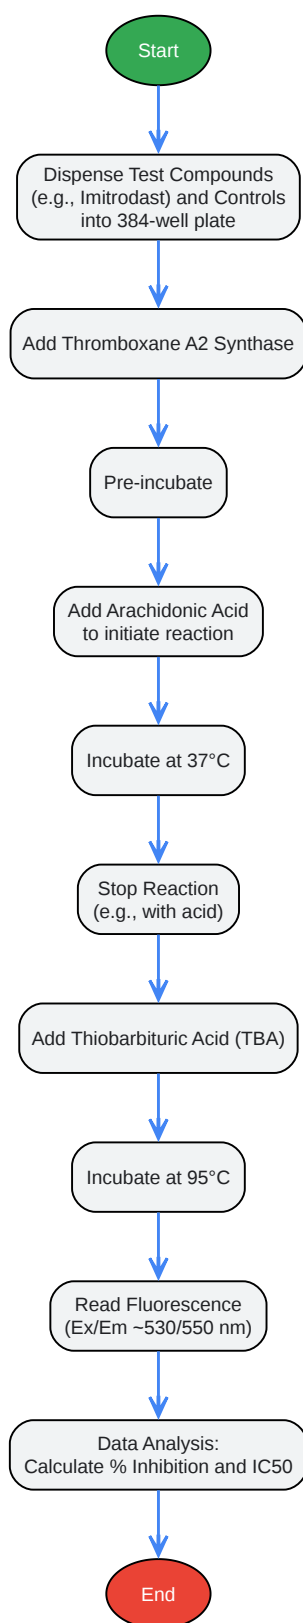 Start
Dispense Test Compounds
(e.g., Imitrodast) and Controls
into 384-well plate
Add Thromboxane A2 Synthase
Pre-incubate
Add Arachidonic Acid
to initiate reaction
Incubate at 37°C
Stop Reaction
(e.g., with acid)
Add Thiobarbituric Acid (TBA)
Incubate at 95°C
Read Fluorescence
(Ex/Em ~530/550 nm)
Data Analysis:
Calculate % Inhibition and IC50
End